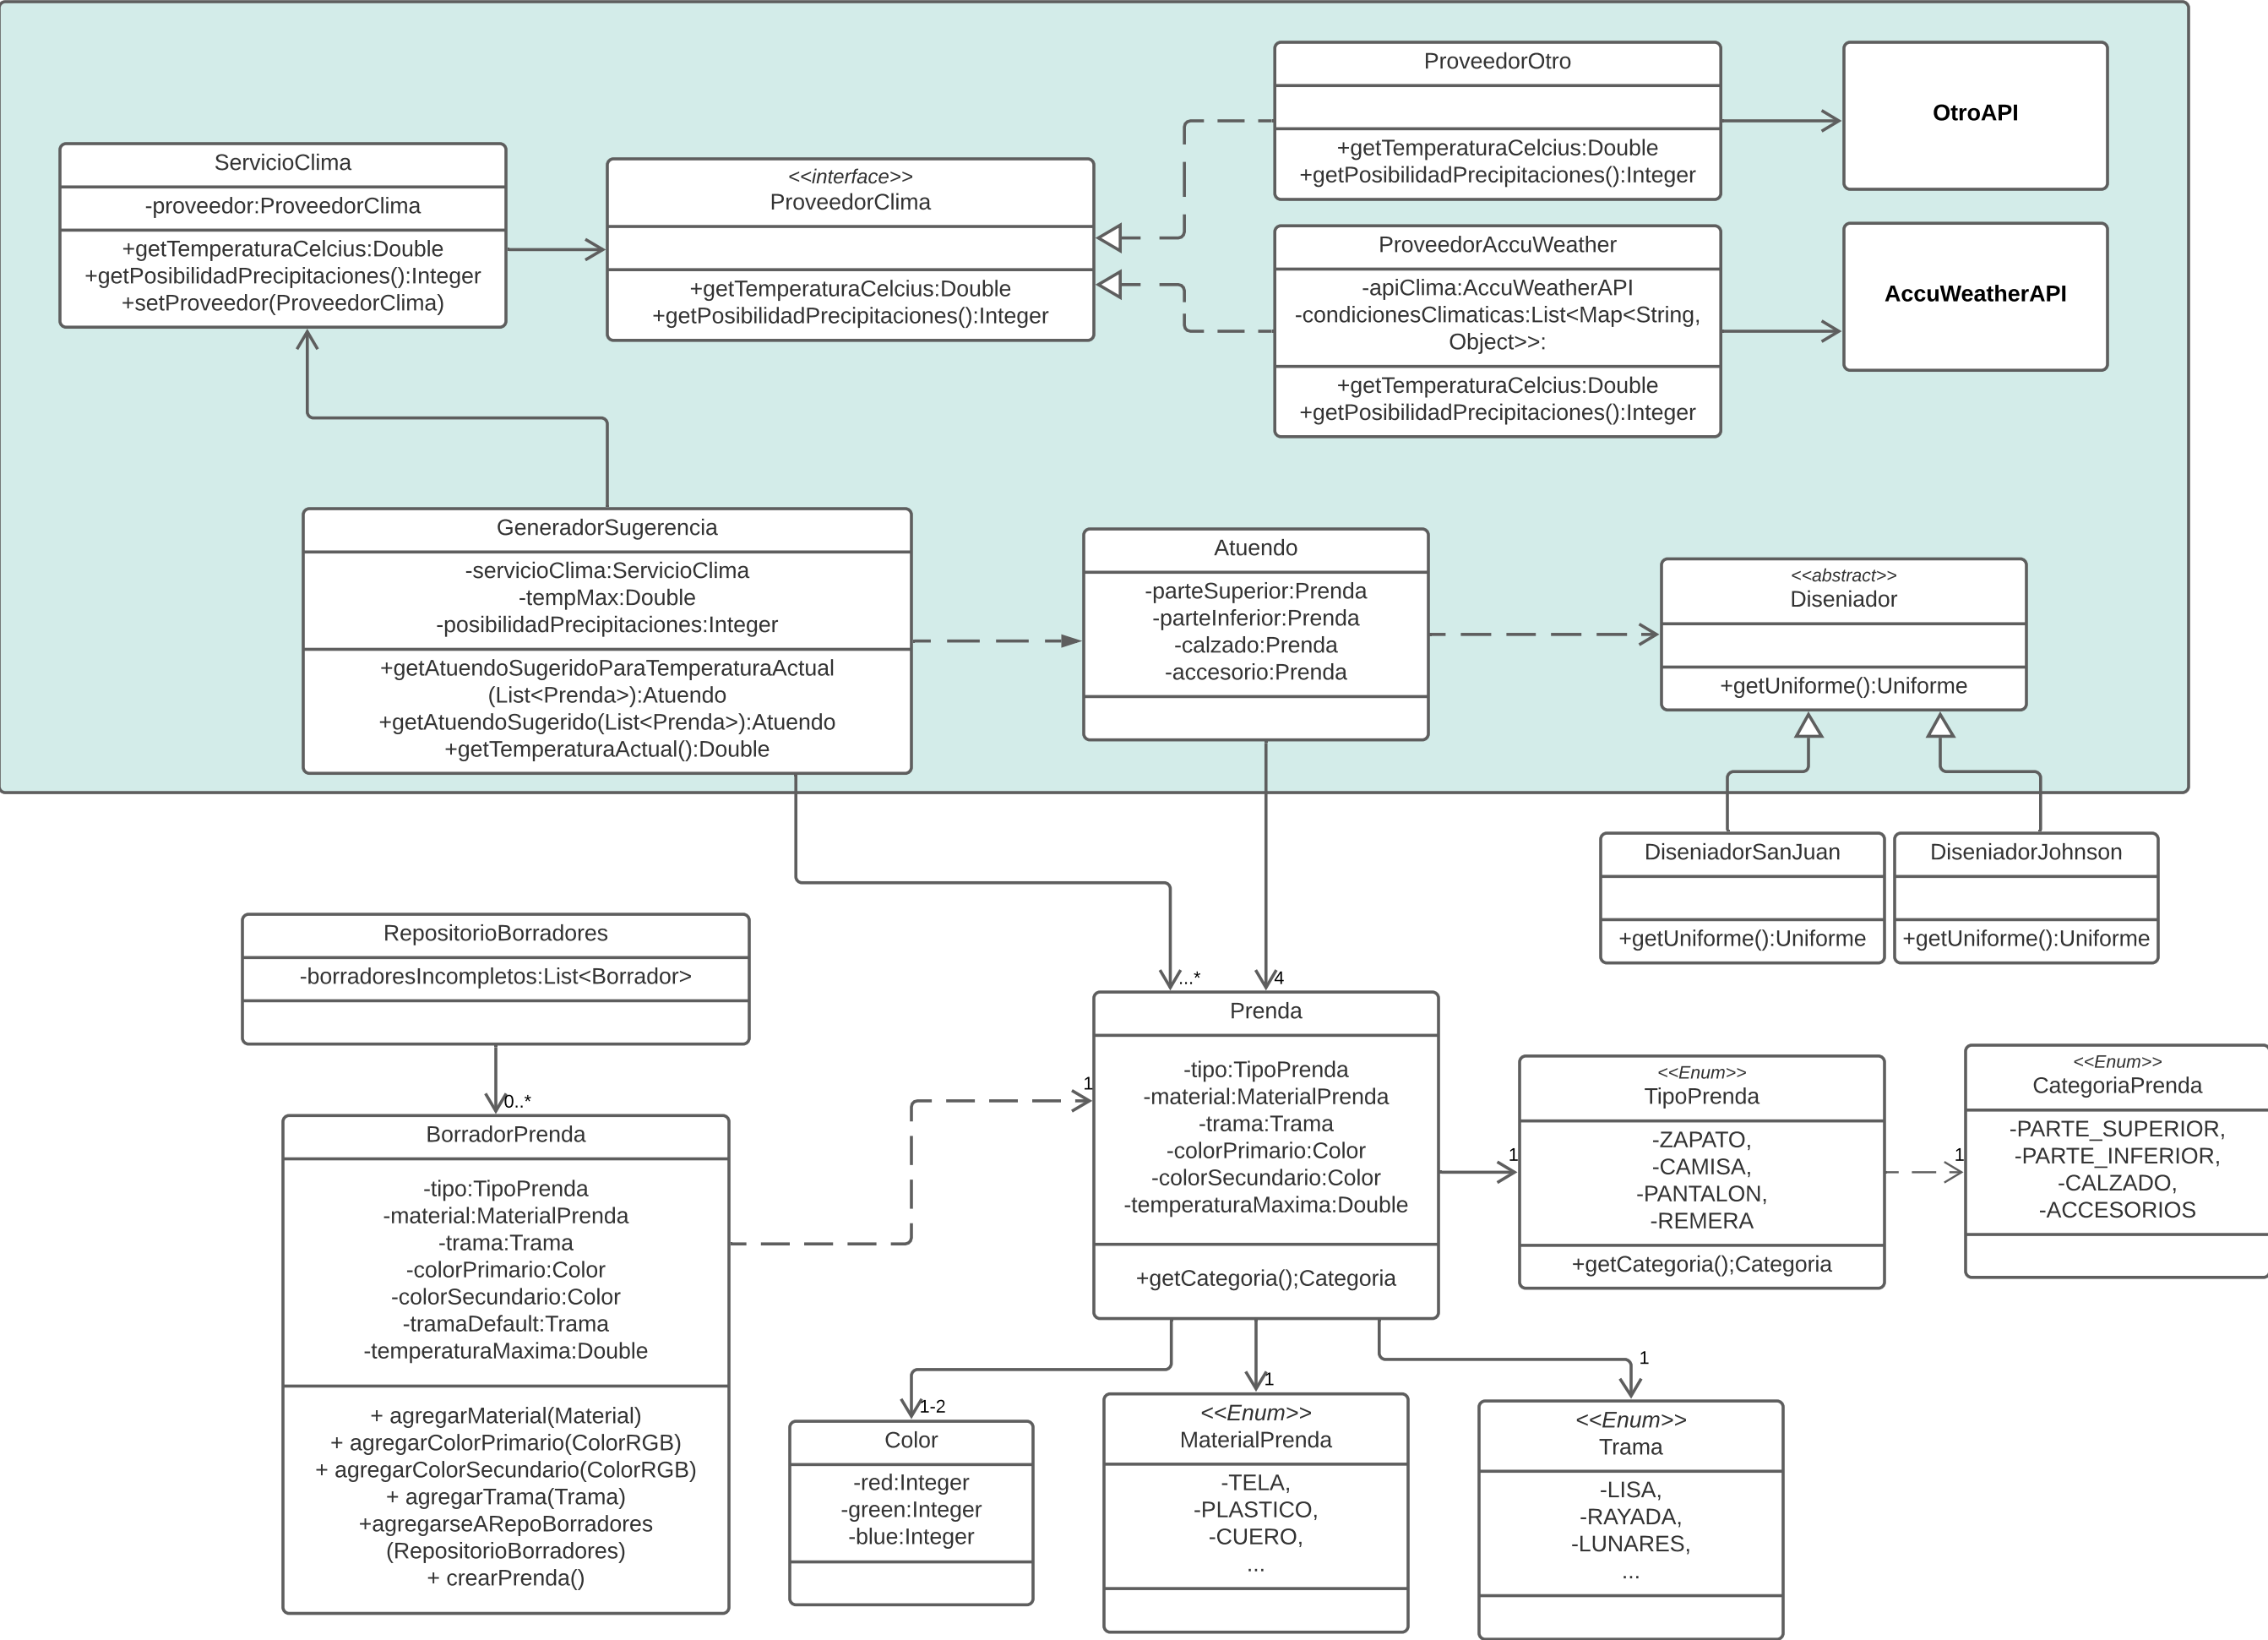 ProveedorOtro
+getTemperaturaCelcius:Double
+getPosibilidadPrecipitaciones():Integer
OtroAPI
ServicioClima
-proveedor:ProveedorClima
+getTemperaturaCelcius:Double
+getPosibilidadPrecipitaciones():Integer
+setProveedor(ProveedorClima)
<<interface>>
ProveedorClima
+getTemperaturaCelcius:Double
+getPosibilidadPrecipitaciones():Integer
ProveedorAccuWeather
-apiClima:AccuWeatherAPI
-condicionesClimaticas:List<Map<String,
Object>>:
+getTemperaturaCelcius:Double
+getPosibilidadPrecipitaciones():Integer
AccuWeatherAPI
GeneradorSugerencia
-servicioClima:ServicioClima
-tempMax:Double
-posibilidadPrecipitaciones:Integer
+getAtuendoSugeridoParaTemperaturaActual
(List<Prenda>):Atuendo
+getAtuendoSugerido(List<Prenda>):Atuendo
+getTemperaturaActual():Double
Atuendo
-parteSuperior:Prenda
-parteInferior:Prenda
-calzado:Prenda
-accesorio:Prenda
<<abstract>>
Diseniador
+getUniforme():Uniforme
DiseniadorSanJuan
+getUniforme():Uniforme
DiseniadorJohnson
+getUniforme():Uniforme
RepositorioBorradores
-borradoresIncompletos:List<Borrador>
0..*
BorradorPrenda
-tipo:TipoPrenda
-material:MaterialPrenda
-trama:Trama
-colorPrimario:Color
-colorSecundario:Color
-tramaDefault:Trama
-temperaturaMaxima:Double
+ agregarMaterial(Material)
+ agregarColorPrimario(ColorRGB)
+ agregarColorSecundario(ColorRGB)
+ agregarTrama(Trama)
+agregarseARepoBorradores
(RepositorioBorradores)
+ crearPrenda()
...*
4
1
Prenda
-tipo:TipoPrenda
-material:MaterialPrenda
-trama:Trama
-colorPrimario:Color
-colorSecundario:Color
-temperaturaMaxima:Double
+getCategoria();Categoria
1
<<Enum>>
TipoPrenda
-ZAPATO,
-CAMISA,
-PANTALON,
-REMERA
+getCategoria();Categoria
1
<<Enum>>
CategoriaPrenda
-PARTE_SUPERIOR,
-PARTE_INFERIOR,
-CALZADO,
-ACCESORIOS
1-2
Color
-red:Integer
-green:Integer
-blue:Integer
1
<<Enum>>
MaterialPrenda
-TELA,
-PLASTICO,
-CUERO,
...
1
<<Enum>>
Trama
-LISA,
-RAYADA,
-LUNARES,
...